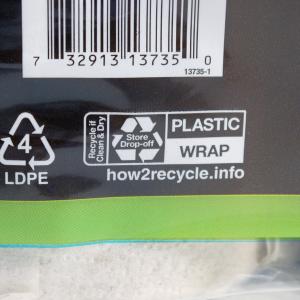 7 32913 13735 0
13735-1
4
LDPE
Recycle if
Clean & Dry
Store
Drop-off
PLASTIC
WRAP
how2recycle.info